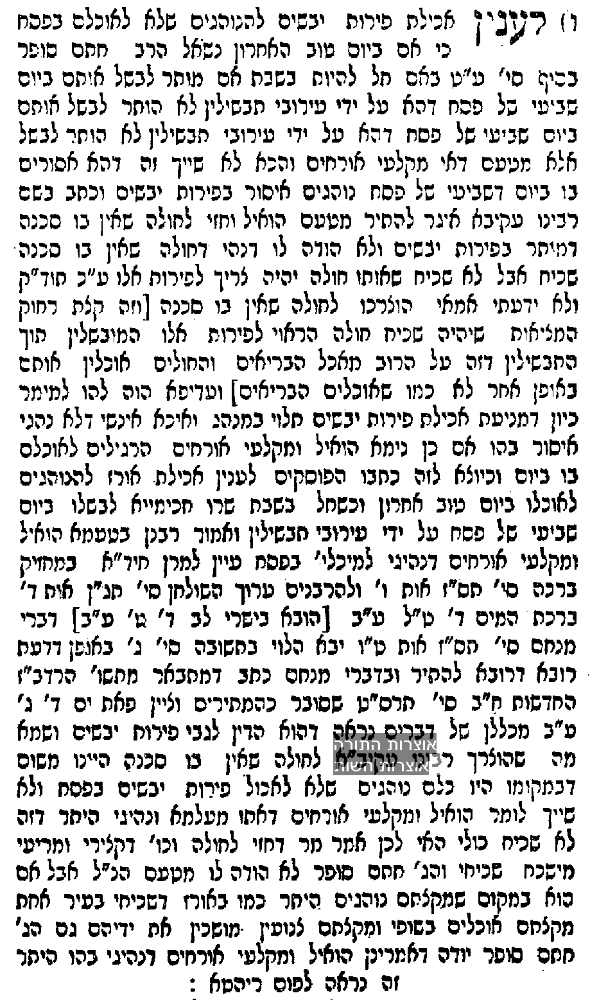 ו) לענין אכילת פירות יבשים להנוהגים שלא לאוכלם בפסח
כי אם ביום טוב האחרון נשאל הרב חתם סופר
בסוף סי' ע"ט באם חל להיות בשבת אם מותר לבשל אותם ביום
שביעי של פסח דהא על ידי עירובי תבשילין לא הותר לבשל אותם
ביום שביעי של פסח דהא על ידי עירובי תבשילין לא הותר לבשל
אלא מטעם דאי מקלעי אורחים והכא לא שייך זה דהא אסורים
בו ביום דשביעי של פסח נוהגים איסור בפירות יבשים וכתב בשם
רבינו עקיבא איגר להתיר מטעם הואיל וחזי לחולה שאין בו סכנה
דמותר בפירות יבשים ולא הודה לו דנהי דחולה שאין בו סכנה
שכיח אבל לא שכיח שאותו חולה יהיה צריך לפירות אלו ע"כ תוד"ק
ולא ידעתי אמאי הוצרכו לחולה שאין בו סכנה [וזה קצת רחוק
המציאות שיהיה שכיח חולה הראוי לפירות אלו המובשלין תוך
התבשילין דזה על הרוב מאכל הבריאים והחולים אוכלין אותם
באופן אחר לא כמו שאוכלים הבריאים] ועדיפא הוה להו למימר
כיון דמניעת אכילת פירות יבשים תלוי במנהג ואיכא אינשי דלא נהגי
איסור בהו אם כן נימא הואיל ומקלעי אורחים הרגילים לאוכלם
בו ביום וכיוצא לזה כתבו הפוסקים לענין אכילת אורז להנוהגים
לאוכלו ביום טוב אחרון וכשחל בשבת שרו חכימייא לבשלו ביום
שביעי של פסח על ידי עירובי תבשילין ואמור רבנן בטעמא הואיל
ומקלעי אורחים דנהיגי למיכלי' בפסח עיין למרן חיד"א במחזיק
ברכה סי' תס"ז אות ו' ולהרבנים ערוך השולחן סי' תנ"ן אות ד'
ברכת המים ד' ט"ל ע"ב [הובא בישרי לב ד' ט' ע"ב] דברי
מנחם סי' תס"ז אות ט"ו יבא הלוי בתשובה סי' ג' באופן דדעת
רובא דרובא להתיר ובדברי מנחם כתב דמתבאר מתשו' הרדב"ז
החדשות ח"ב סי' תרס"ט שסובר כהמתירים וציין פאת ים ד' ג'
ע"ב מכללן של דברים נראה דהוא הדין לגבי פירות יבשים ושמא
אוצרות התורה
מה שהוצרך רבינו עקיב"א לחולה שאין בו סכנה היינו משום
אוצרות השות
דבמקומו היו כלם נוהגים שלא לאכול פירות יבשים בפסח ולא
שייך לומר הואיל ומקלעי אורחים דאתו מעלמא ונהיגי היתר דזה
לא שכיח כולי האי לכן אמר מר דחזי לחולה וכו' דקצירי ומריעי
מישכח שכיחי והג' חתם סופר לא הודה לו מטעם הנ"ל אבל אם
הוא במקום שמקצתם נוהגים היתר כמו באורז דשכיחי בעיר אחת
מקצתם אוכלים בשופי ומקצתם צנועין מושכין את ידיהם גם הג'
חתם סופר יודה דאמרינן הואיל ומקלעי אורחים דנהיגי בהו היתר
זה נראה לפום ריהטא :